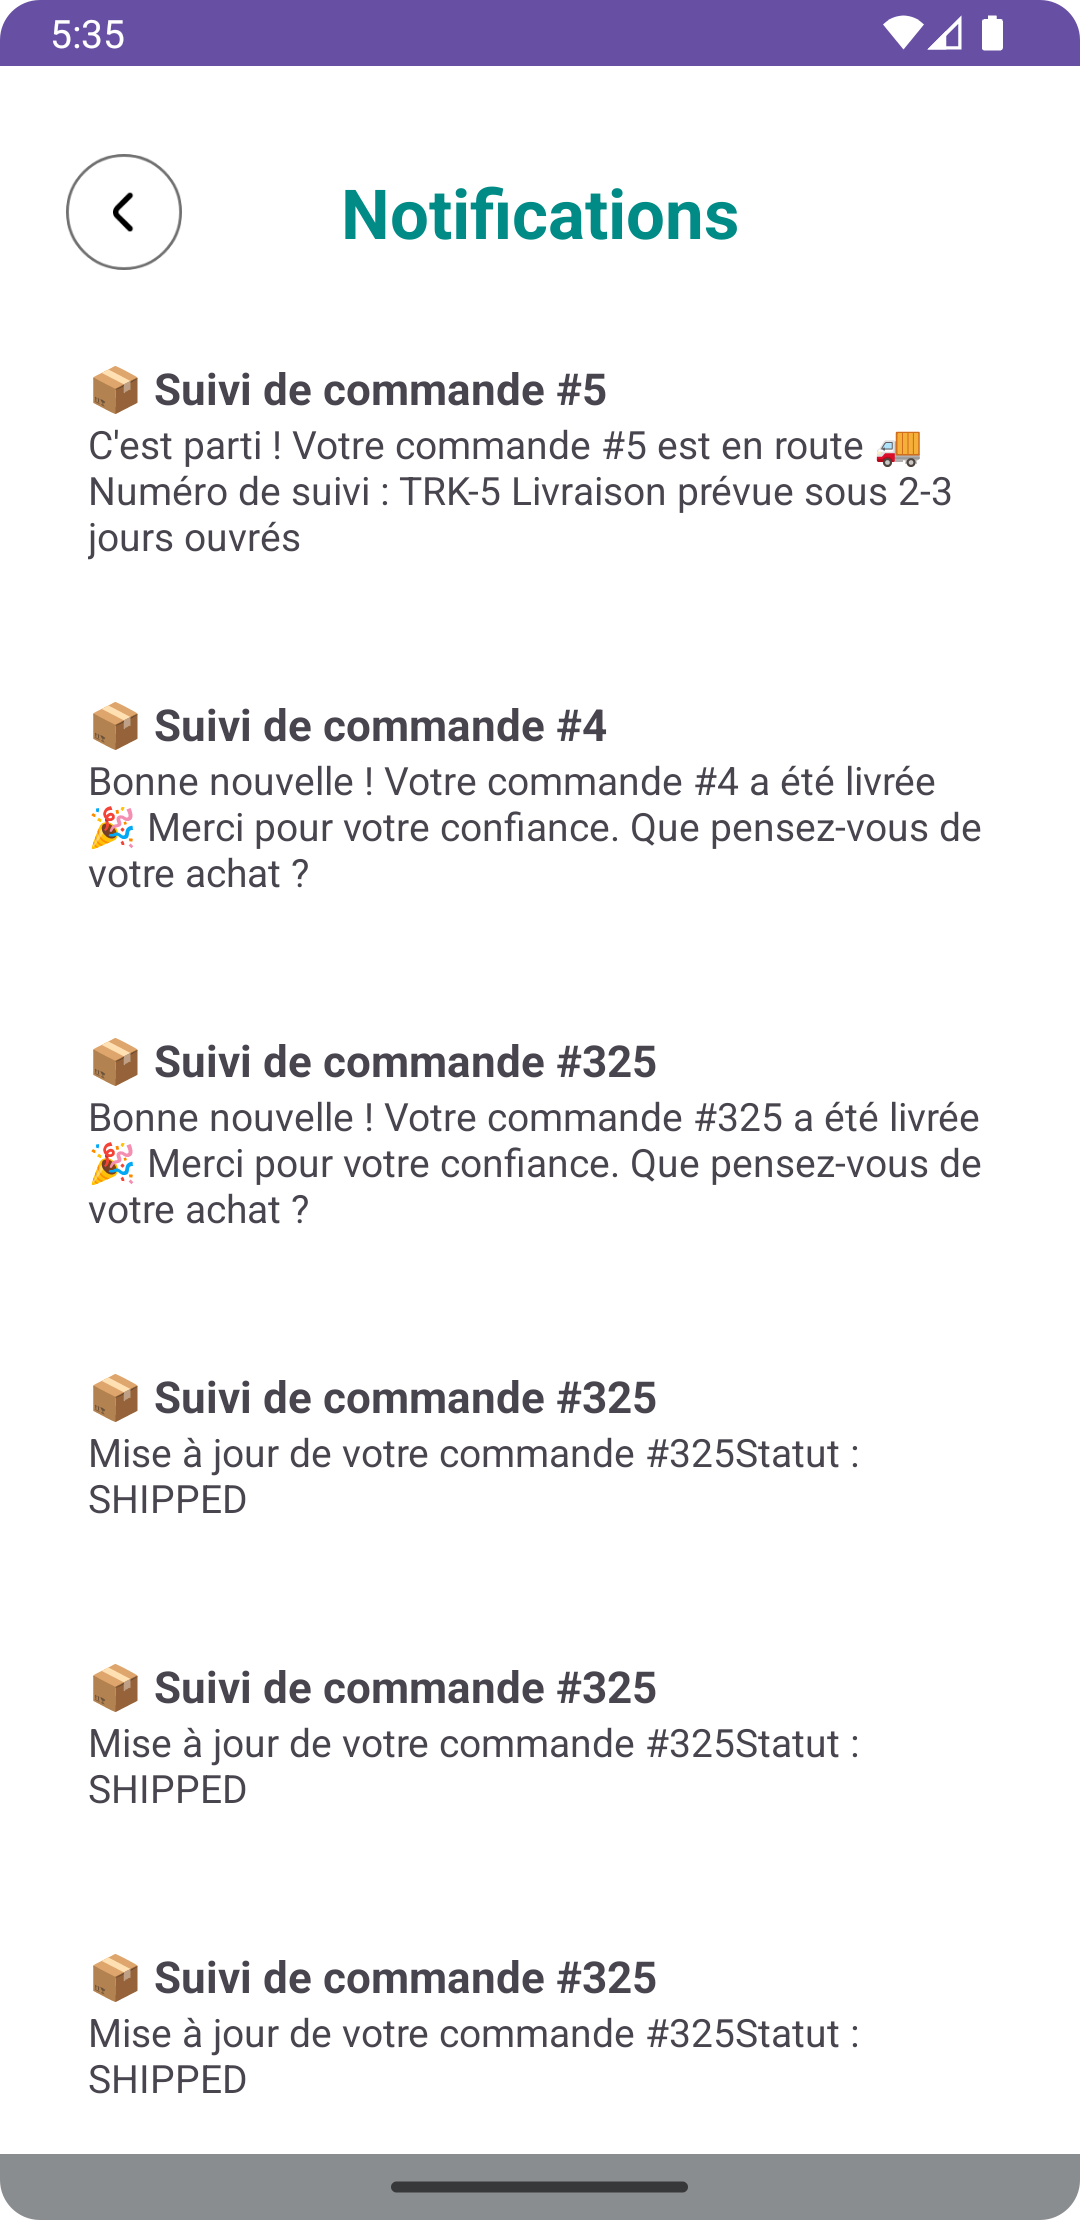 5:35
Notifications
📦 Suivi de commande #5
C'est parti ! Votre commande #5 est en route 🚚
Numéro de suivi : TRK-5 Livraison prévue sous 2-3
jours ouvrés
📦 Suivi de commande #4
Bonne nouvelle ! Votre commande #4 a été livrée
🎉 Merci pour votre confiance. Que pensez-vous de
votre achat ?
📦 Suivi de commande #325
Bonne nouvelle ! Votre commande #325 a été livrée
🎉 Merci pour votre confiance. Que pensez-vous de
votre achat ?
📦 Suivi de commande #325
Mise à jour de votre commande #325Statut :
SHIPPED
📦 Suivi de commande #325
Mise à jour de votre commande #325Statut :
SHIPPED
📦 Suivi de commande #325
Mise à jour de votre commande #325Statut :
SHIPPED